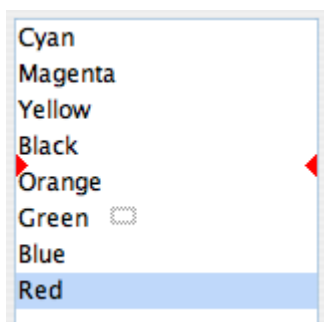 Cyan
Magenta
Yellow
Black
Orange
Green
Blue
Red